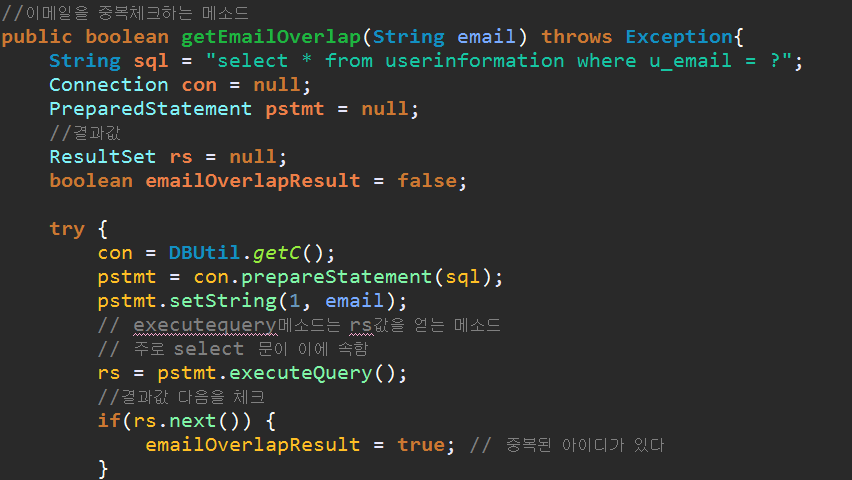 //이메일을 중복체크하는 메소드
public boolean getEmailOverlap(String email) throws Exception{
    String sql = "select * from userinformation where u_email = ?";
    Connection con = null;
    PreparedStatement pstmt = null;
    //결과값
    ResultSet rs = null;
    boolean emailOverlapResult = false;

    try {
        con = DBUtil.getC();
        pstmt = con.prepareStatement(sql);
        pstmt.setString(1, email);
        // executequery메소드는 rs값을 얻는 메소드
        // 주로 select 문이 이에 속함
        rs = pstmt.executeQuery();
        //결과값 다음을 체크
        if(rs.next()) {
            emailOverlapResult = true; // 중복된 아이디가 있다
        }